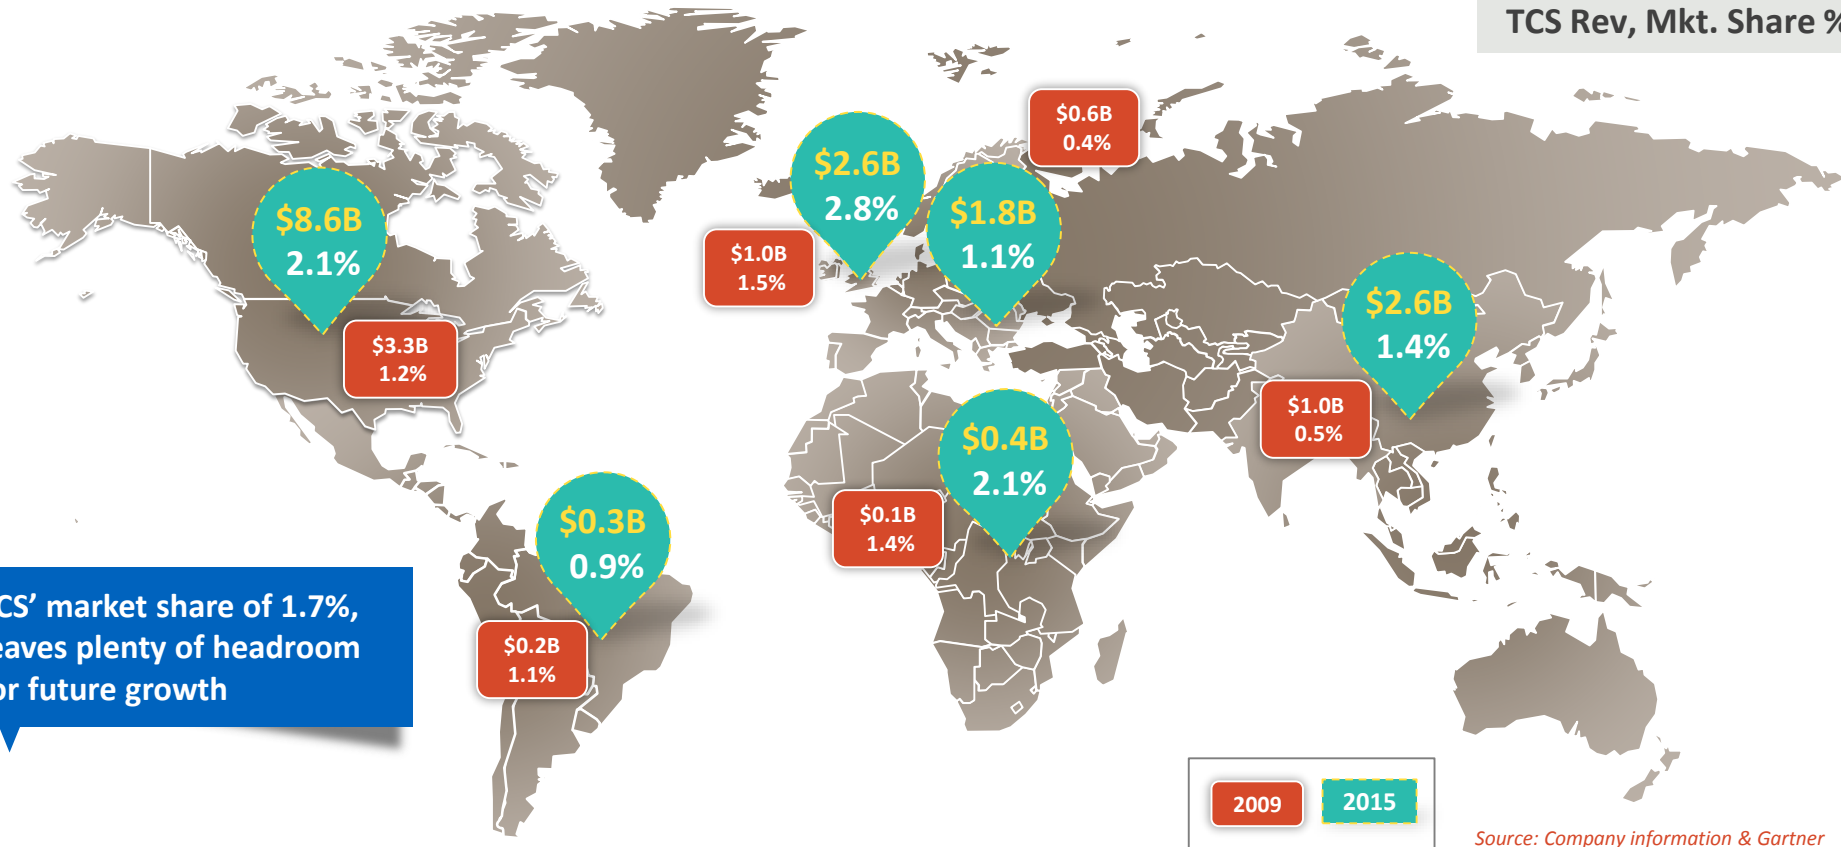 TCS Rev, Mkt. Share %
$0.6B
0.4%
$2.6B
2.8%
$8.6B
2.1%
$1.8B
1.1%
$1.0B
1.5%
$2.6B
1.4%
$3.3B
1.2%
$1.0B
0.5%
$0.4B
2.1%
$0.1B
1.4%
$0.3B
0.9%
$0.2B
1.1%
CS’ market share of 1.7%,
eaves plenty of headroom
or future growth
2009
2015
Source: Company information & Gartner